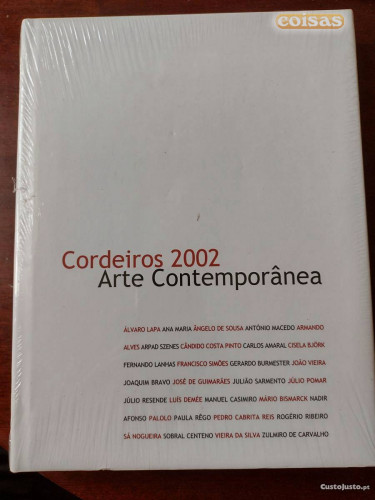 coisas
Cordeiros 2002
Arte Contemporânea
ÁLVARO LAPA ANA MARIA ÂNGELO DE SOUSA ANTÓNIO MACEDO ARMANDO
ALVES ARPAD SZENES CÂNDIDO COSTA PINTO CARLOS AMARAL CISELA BJÖRK
FERNANDO LANHAS FRANCISCO SIMÕES GERARDO BURMESTER JOÃO VIEIRA
JOAQUIM BRAVO JOSÉ DE GUIMARÃES JULIÃO SARMENTO JÚLIO POMAR
JÚLIO RESENDE LUÍS DEMÉE MANUEL CASIMIRO MÁRIO BISMARCK NADIR
AFONSO PALOLO PAULA RÊGO PEDRO CABRITA REIS ROGÉRIO RIBEIRO
SÁ NOGUEIRA SOBRAL CENTENO VIEIRA DA SILVA ZULMIRO DE CARVALHO
CustoJusto.pt